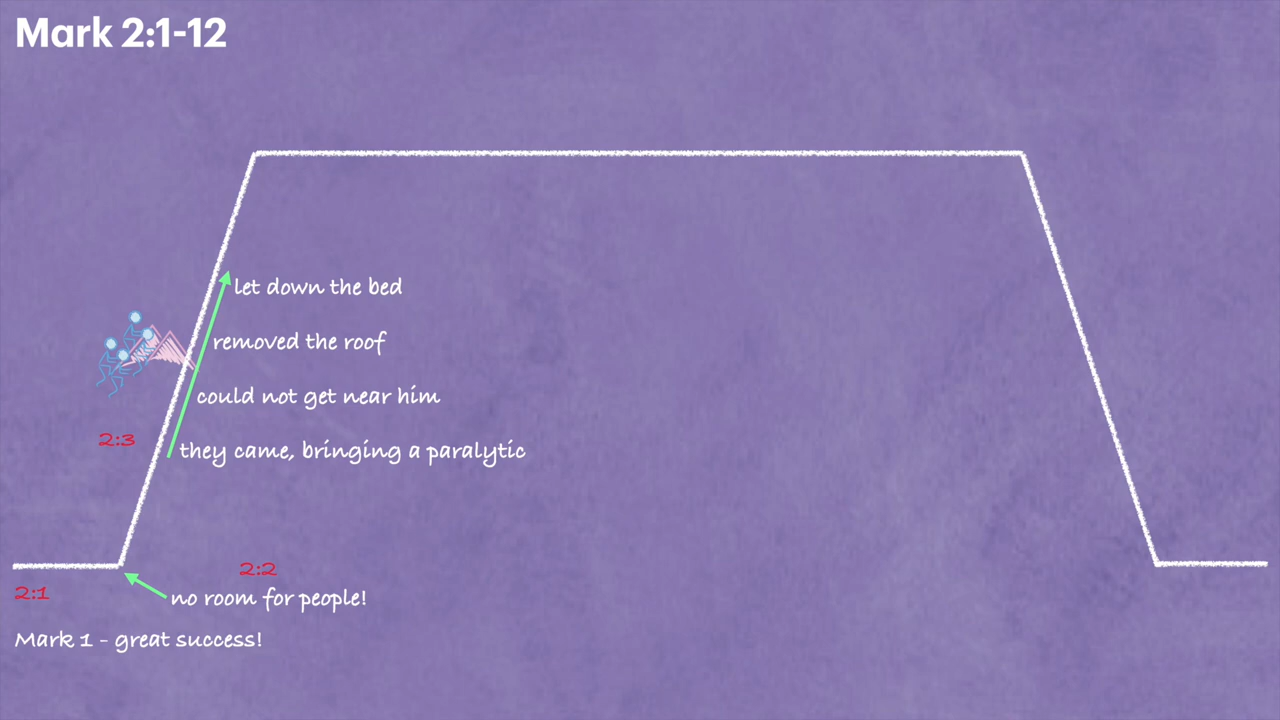 Mark 2:1-12
let down the bed
removed the roof
could not get near him
2:3
they came, bringing a paralytic
2:2
2:1
no room for people!
Mark 1 - great success!